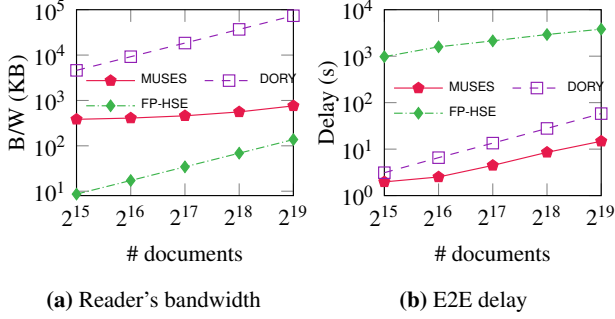 B/W (KB)
10^5
10^4
10^3
10^2
10^1
MUSES
DORY
FP-HSE
2^15 2^16 2^17 2^18 2^19
# documents
(a) Reader's bandwidth
Delay (s)
10^4
10^3
10^2
10^1
10^0
MUSES
DORY
FP-HSE
2^15 2^16 2^17 2^18 2^19
# documents
(b) E2E delay